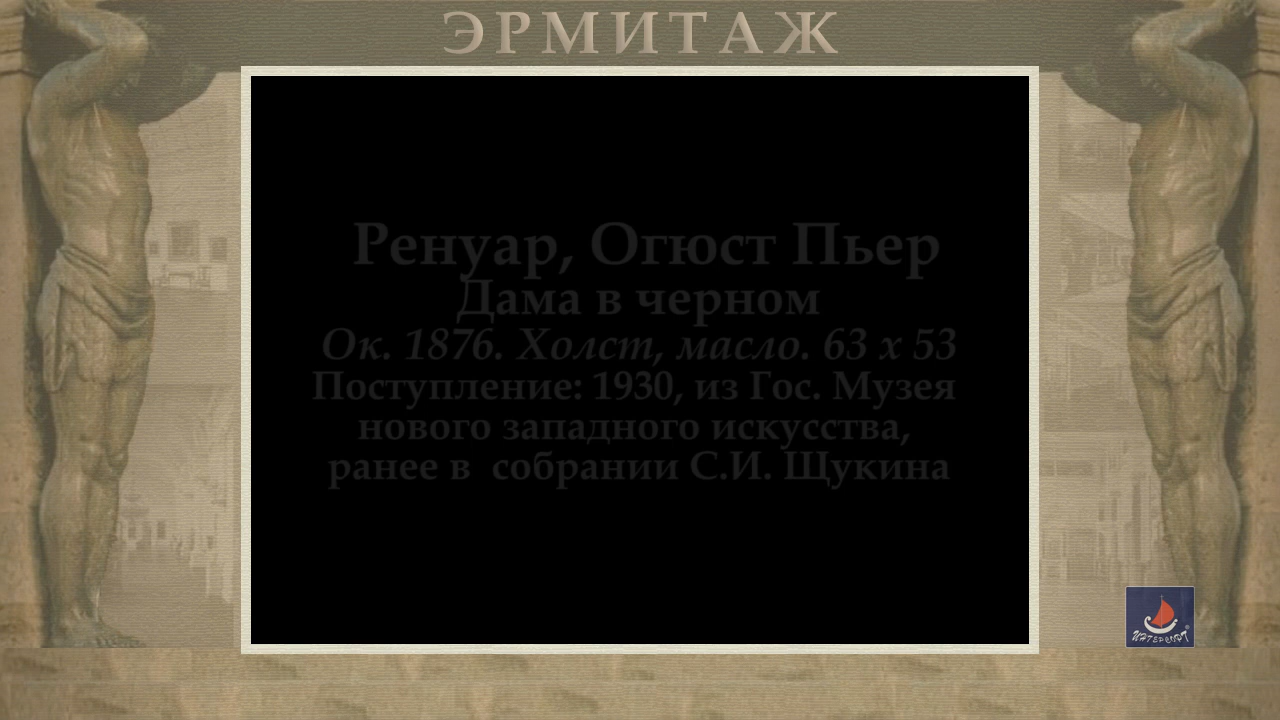 ЭРМИТАЖ
Ренуар, Огюст Пьер
Дама в черном
Ок. 1876. Холст, масло. 63 х 53
Поступление: 1930, из Гос. Музея
нового западного искусства,
ранее в собрании С.И. Щукина
ИНТЕРСОФТ